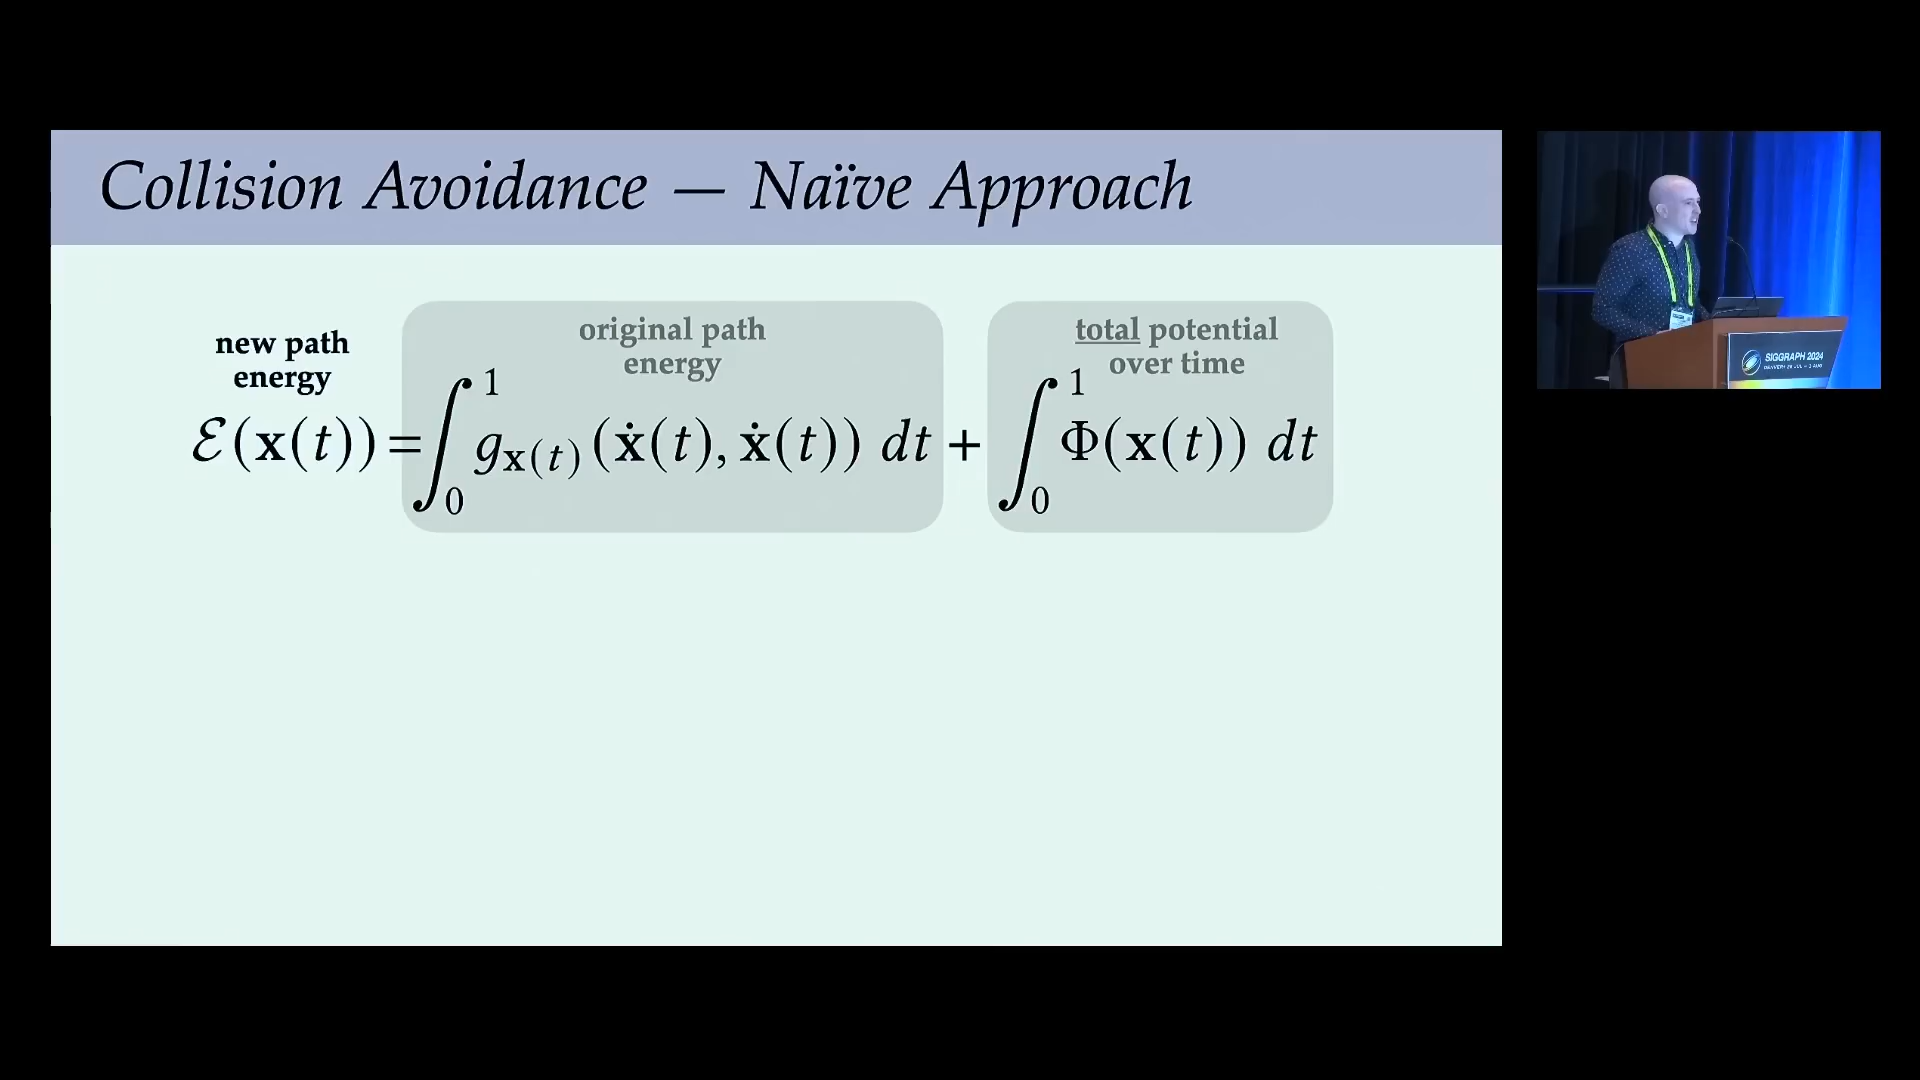 Collision Avoidance — Naïve Approach
new path
energy
original path
energy
total potential
over time
ℰ(x(t)) = ∫₀¹ gₓ₍ₜ₎(ẋ(t), ẋ(t)) dt + ∫₀¹ Φ(x(t)) dt
SIGGRAPH 2024